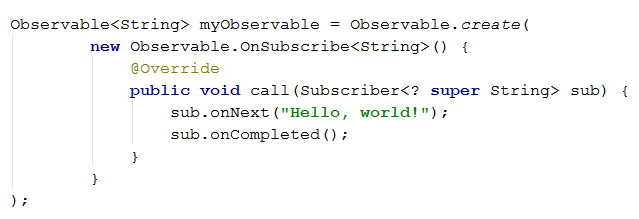 Observable<String> myObservable = Observable.create(
        new Observable.OnSubscribe<String>() {
            @Override
            public void call(Subscriber<? super String> sub) {
                sub.onNext("Hello, world!");
                sub.onCompleted();
            }
        }
);